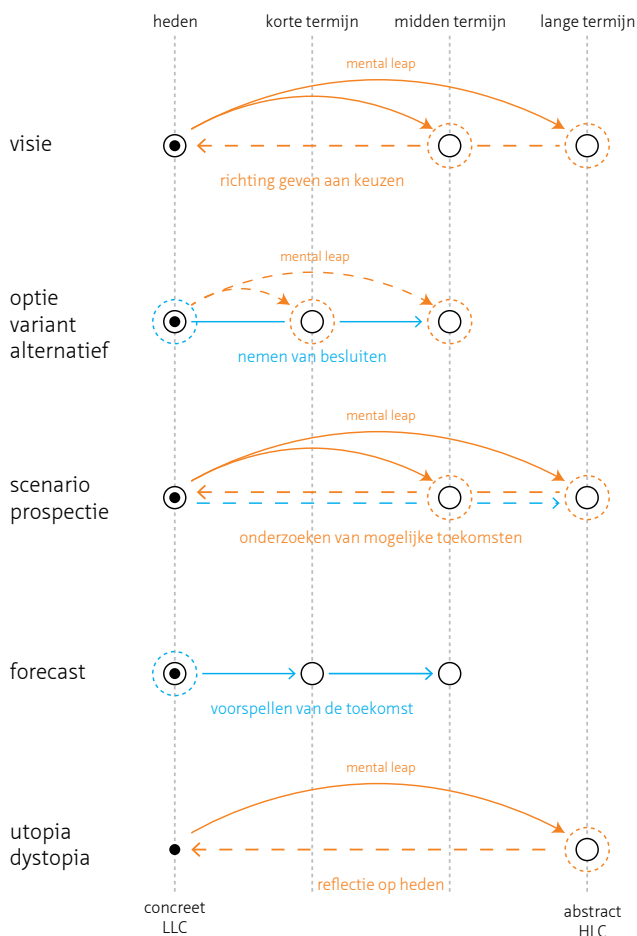 heden korte termijn midden termijn lange termijn
mental leap
visie
richting geven aan keuzen
mental leap
optie
variant
alternatief
nemen van besluiten
mental leap
scenario
prospectie
onderzoeken van mogelijke toekomsten
forecast
voorspellen van de toekomst
mental leap
utopia
dystopia
reflectie op heden
concreet
LLC
abstract
HLC